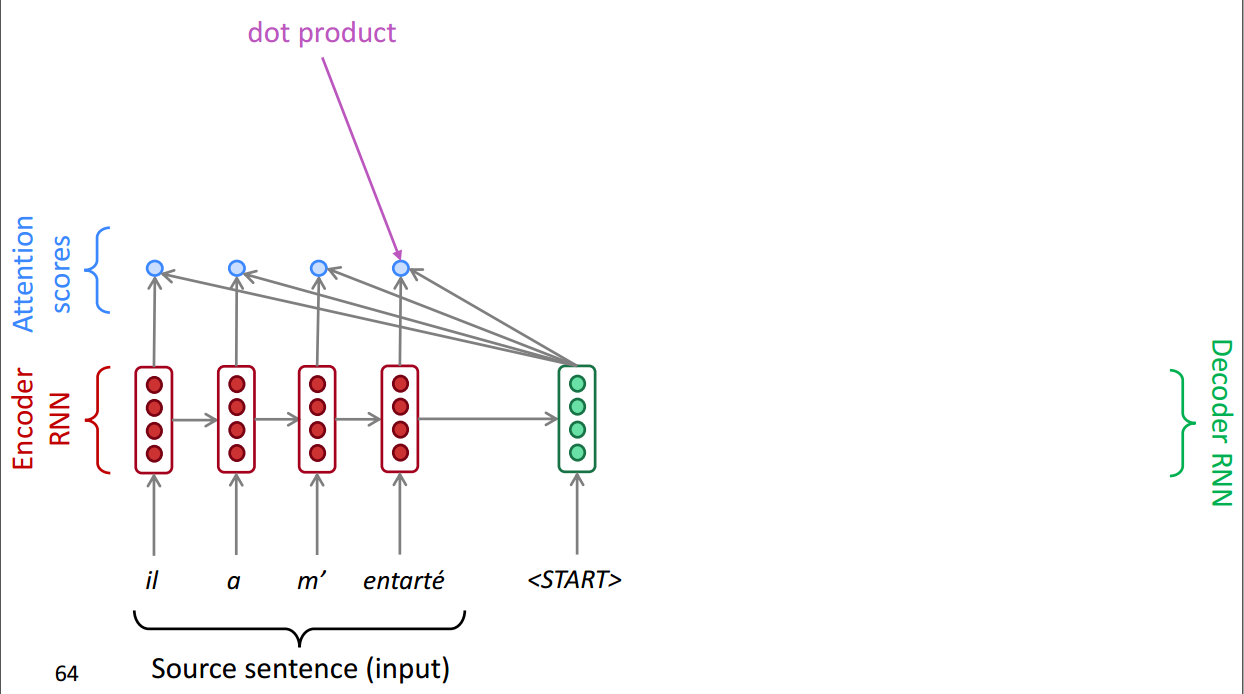 dot product
Attention
scores
Encoder
RNN
Decoder RNN
il
a
m’
entarté
<START>
Source sentence (input)
64